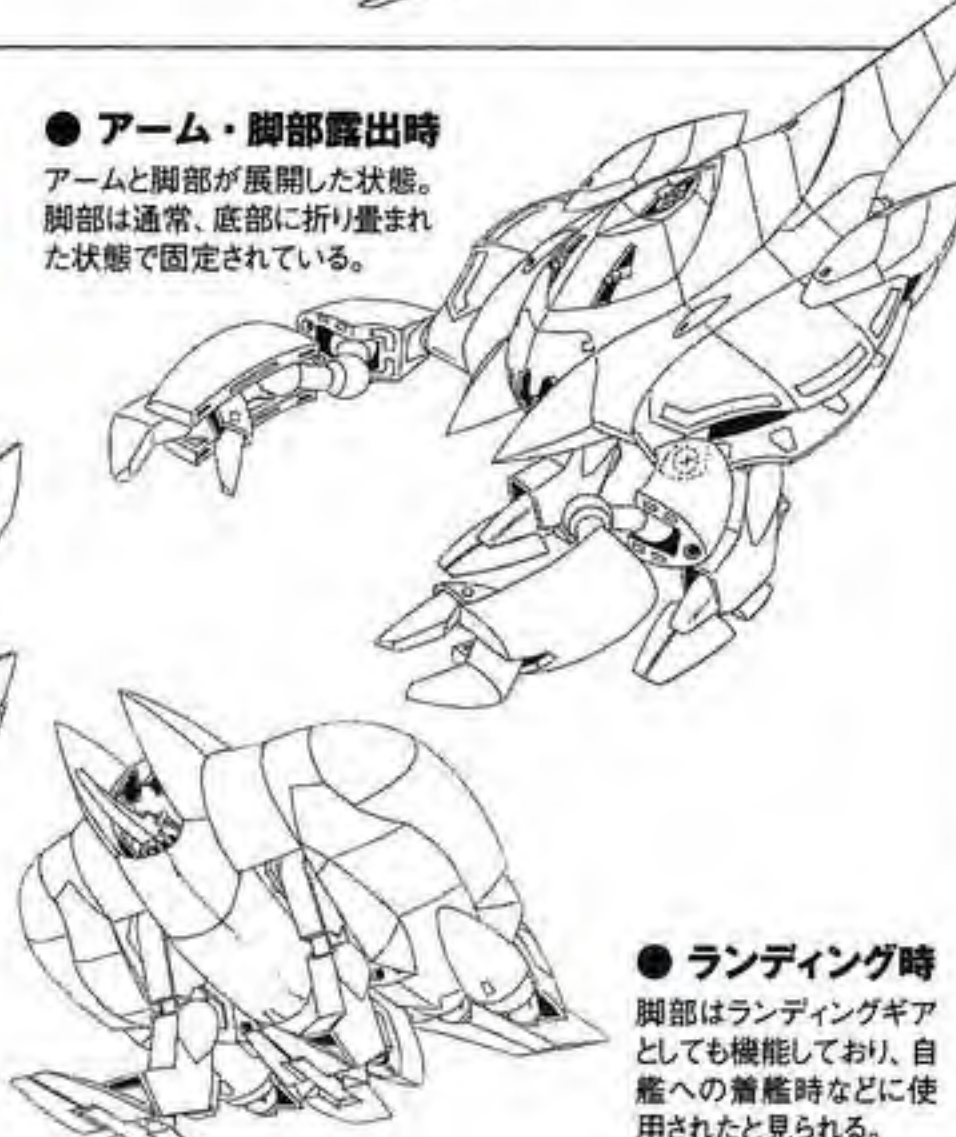 ● アーム・脚部露出時
アームと脚部が展開した状態。
脚部は通常、底部に折り畳まれ
た状態で固定されている。
● ランディング時
脚部はランディングギア
としても機能しており、自
艦への着艦時などに使
用されたと見られる。